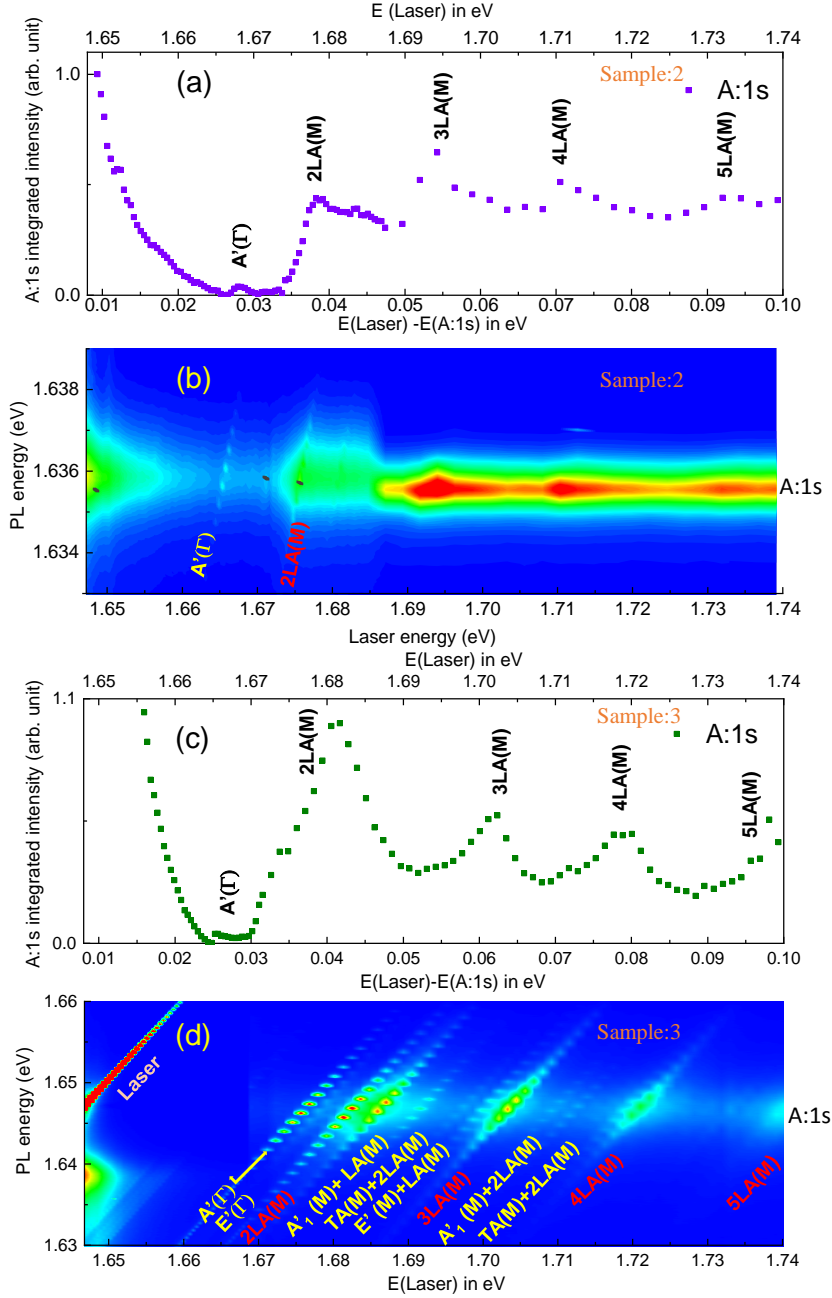 E (Laser) in eV
1.65 1.66 1.67 1.68 1.69 1.70 1.71 1.72 1.73 1.74
(a)
Sample:2
A:1s
A:1s integrated intensity (arb. unit)
1.0
0.0
A'(Γ)
2LA(M)
3LA(M)
4LA(M)
5LA(M)
0.01 0.02 0.03 0.04 0.05 0.06 0.07 0.08 0.09 0.10
E(Laser) -E(A:1s) in eV
(b)
Sample:2
PL energy (eV)
1.638
1.636
1.634
A:1s
A'(Γ)
2LA(M)
1.65 1.66 1.67 1.68 1.69 1.70 1.71 1.72 1.73 1.74
Laser energy (eV)
E(Laser) in eV
1.65 1.66 1.67 1.68 1.69 1.70 1.71 1.72 1.73 1.74
(c)
Sample:3
A:1s
A:1s integrated intensity (arb. unit)
1.1
0.0
A'(Γ)
2LA(M)
3LA(M)
4LA(M)
5LA(M)
0.01 0.02 0.03 0.04 0.05 0.06 0.07 0.08 0.09 0.10
E(Laser)-E(A:1s) in eV
(d)
Sample:3
Laser
PL energy (eV)
1.66
1.65
1.64
1.63
A:1s
A'(Γ)
E'(Γ)
2LA(M)
A'₁ (M)+ LA(M)
TA(M)+2LA(M)
E' (M)+LA(M)
3LA(M)
A'₁ (M)+2LA(M)
TA(M)+2LA(M)
4LA(M)
5LA(M)
1.65 1.66 1.67 1.68 1.69 1.70 1.71 1.72 1.73 1.74
E(Laser) in eV